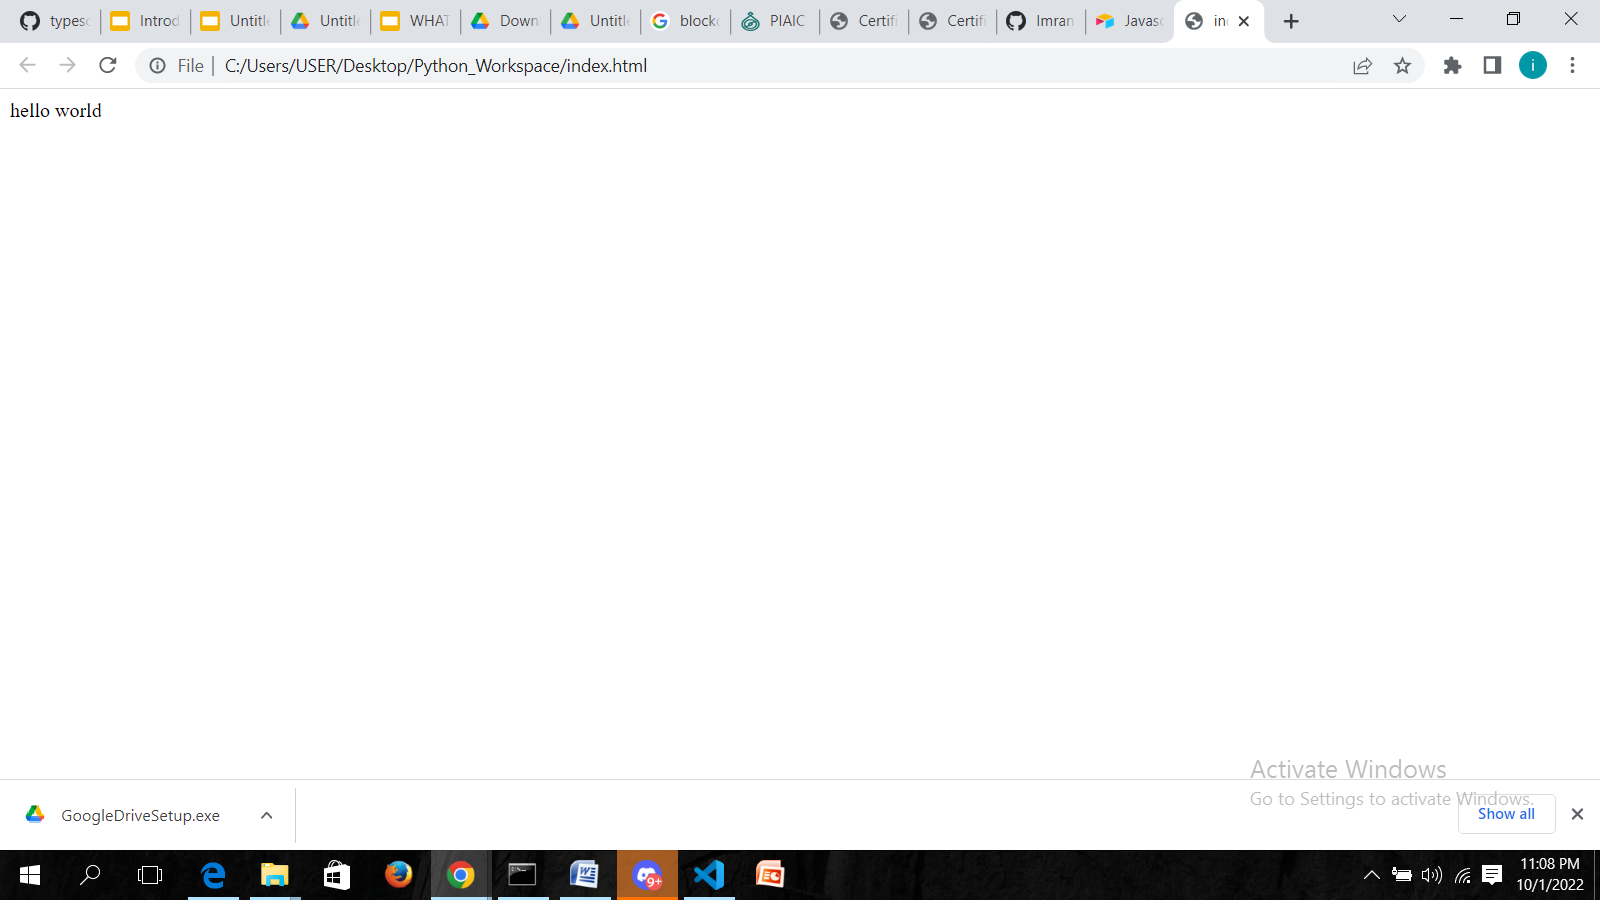 typesc
Introd
Untitle
Untitle
WHAT
Down
Untitle
blockc
PIAIC
Certifi
Certifi
Imran
Javasc
in
File
C:/Users/USER/Desktop/Python_Workspace/index.html
i
hello world
Activate Windows
Go to Settings to activate Windows.
GoogleDriveSetup.exe
Show all
9+
11:08 PM
10/1/2022